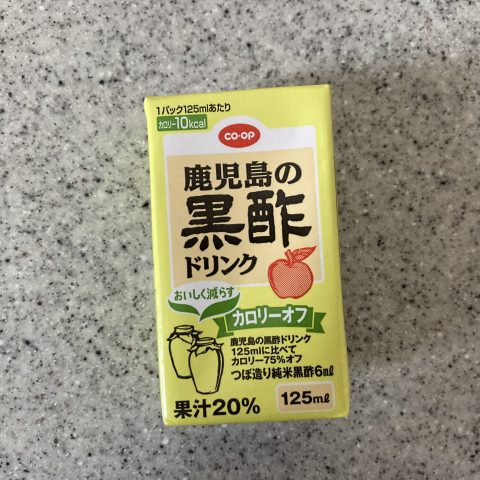 1パック125mlあたり
カロリー10kcal
CO・OP
鹿児島の
黒酢
ドリンク
おいしく減らす
カロリーオフ
鹿児島の黒酢ドリンク
125mlに比べて
カロリー75%オフ
つぼ造り純米黒酢6ml
果汁20%
125ml